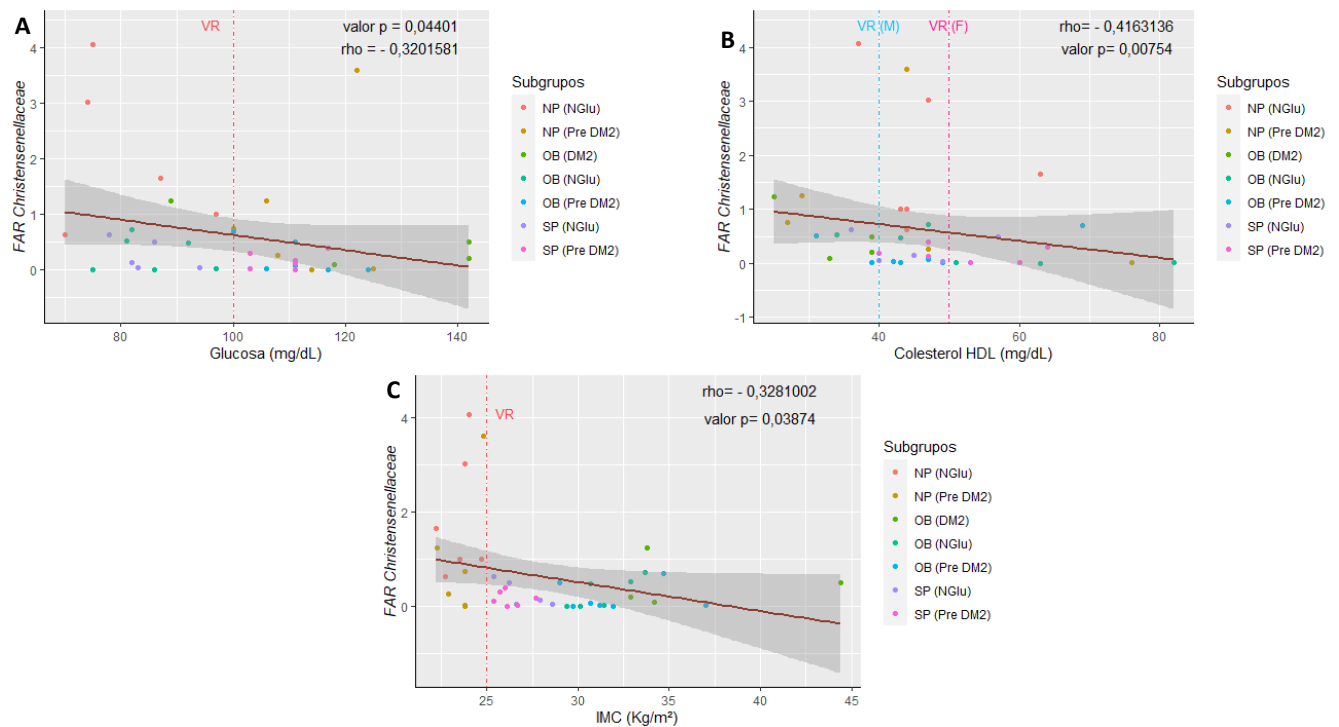 A
VR
valor p = 0,04401
rho = - 0,3201581
FAR Christensenellaceae
4
3
2
1
0
80
100
120
140
Glucosa (mg/dL)
Subgrupos
NP (NGlu)
NP (Pre DM2)
OB (DM2)
OB (NGlu)
OB (Pre DM2)
SP (NGlu)
SP (Pre DM2)
B
VR (M)
VR (F)
rho= - 0,4163136
valor p= 0,00754
FAR Christensenellaceae
4
3
2
1
0
-1
40
60
80
Colesterol HDL (mg/dL)
Subgrupos
NP (NGlu)
NP (Pre DM2)
OB (DM2)
OB (NGlu)
OB (Pre DM2)
SP (NGlu)
SP (Pre DM2)
C
VR
rho= - 0,3281002
valor p= 0,03874
FAR Christensenellaceae
4
2
0
25
30
35
40
45
IMC (Kg/m²)
Subgrupos
NP (NGlu)
NP (Pre DM2)
OB (DM2)
OB (NGlu)
OB (Pre DM2)
SP (NGlu)
SP (Pre DM2)